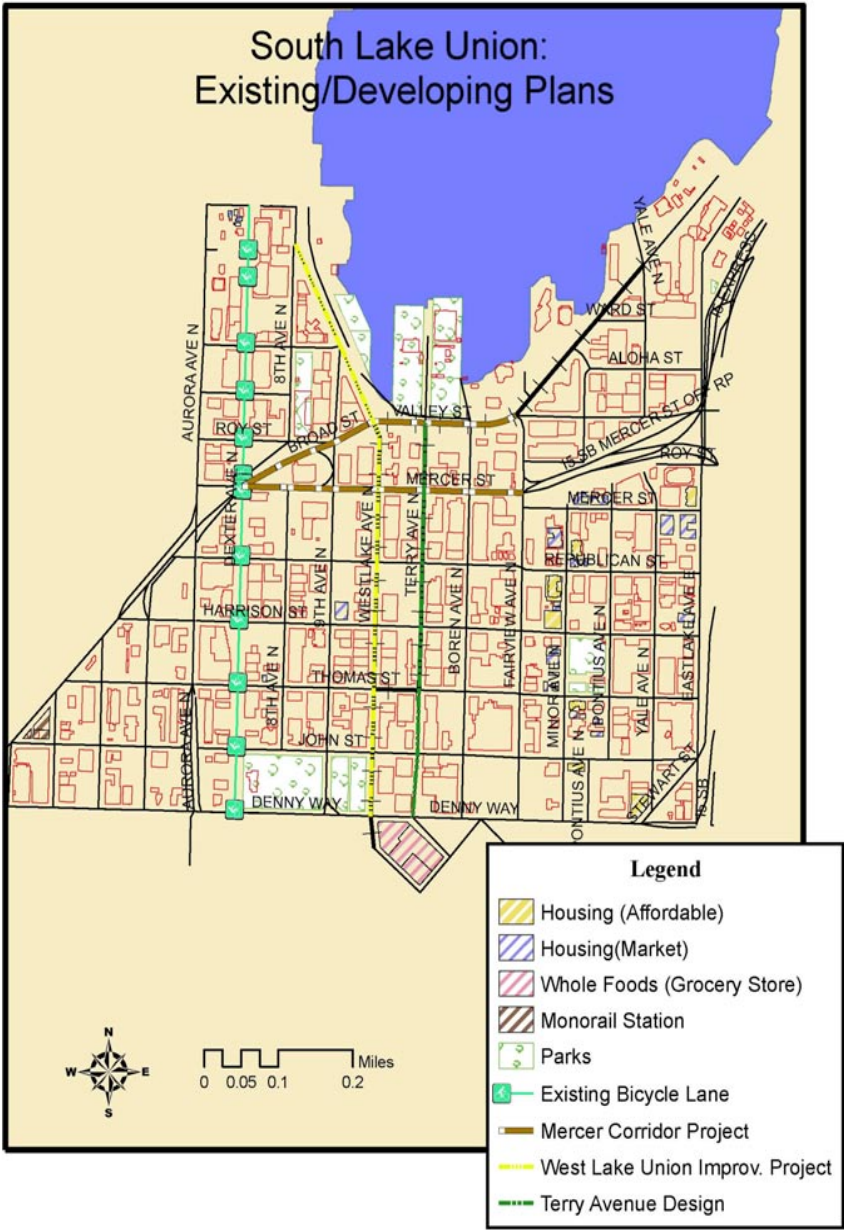 South Lake Union:
Existing/Developing Plans
YALE AVE N
I5 EXPRESS
WARD ST
ALOHA ST
AURORA AVE N
8TH AVE N
VALLEY ST
ROY ST
BROAD ST
I5 SB MERCER ST OFF RP
ROY ST
DEXTER AVE N
MERCER ST
MERCER ST
WESTLAKE AVE N
TERRY AVE N
REPUBLICAN ST
9TH AVE N
HARRISON ST
BOREN AVE N
FAIRVIEW AVE N
MINOR AVE N
PONTIUS AVE N
YALE AVE N
EASTLAKE AVE E
8TH AVE N
THOMAS ST
AURORA AVE N
JOHN ST
PONTIUS AVE N
STEWART ST
I5 SB
DENNY WAY
DENNY WAY
Legend
Housing (Affordable)
Housing(Market)
Whole Foods (Grocery Store)
Monorail Station
Parks
Existing Bicycle Lane
Mercer Corridor Project
West Lake Union Improv. Project
Terry Avenue Design
N
W E
S
Miles
0 0.05 0.1 0.2